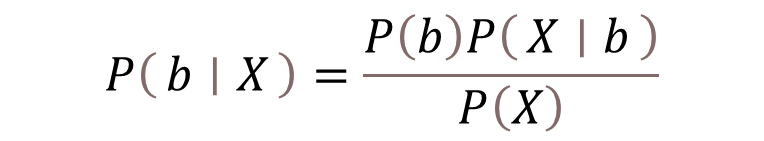 P( b | X ) = P(b)P( X | b ) / P(X)